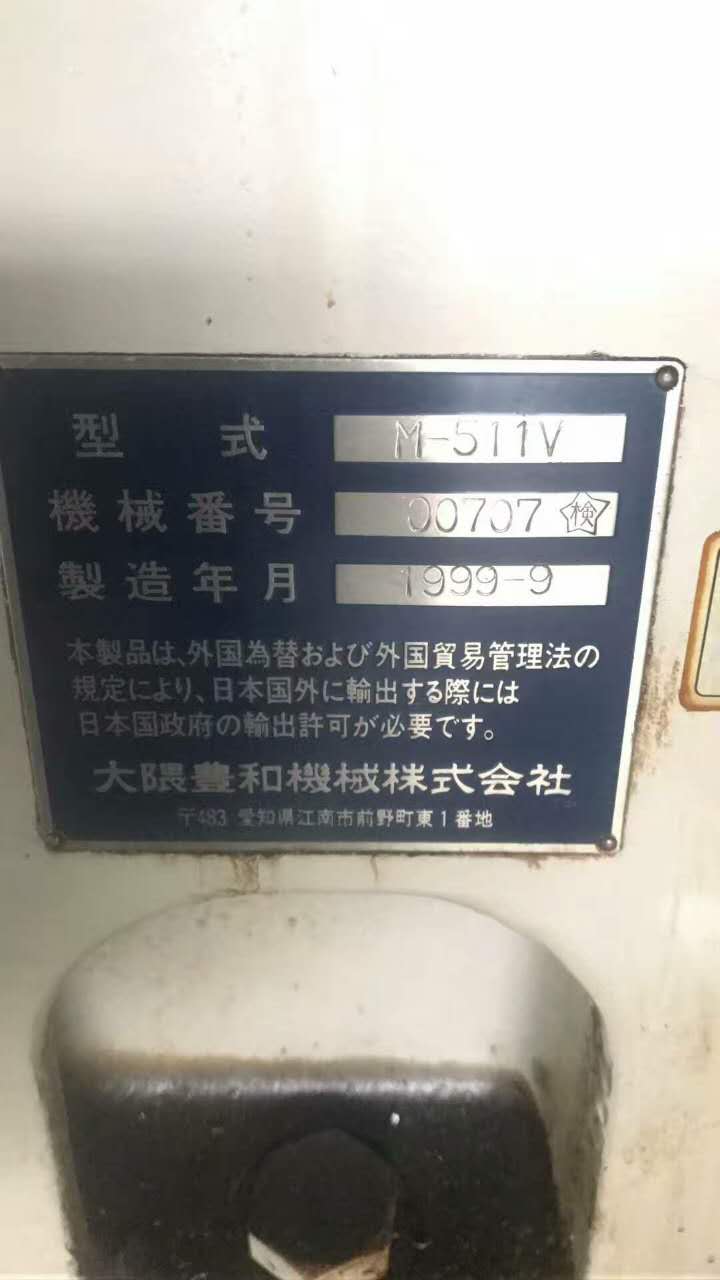 型 式 M-511V
機械番号 00707 検
製造年月 1999-9
本製品は、外国為替および外国貿易管理法の
規定により、日本国外に輸出する際には
日本国政府の輸出許可が必要です。
大隈豊和機械株式会社
〒483 愛知県江南市前野町東1番地